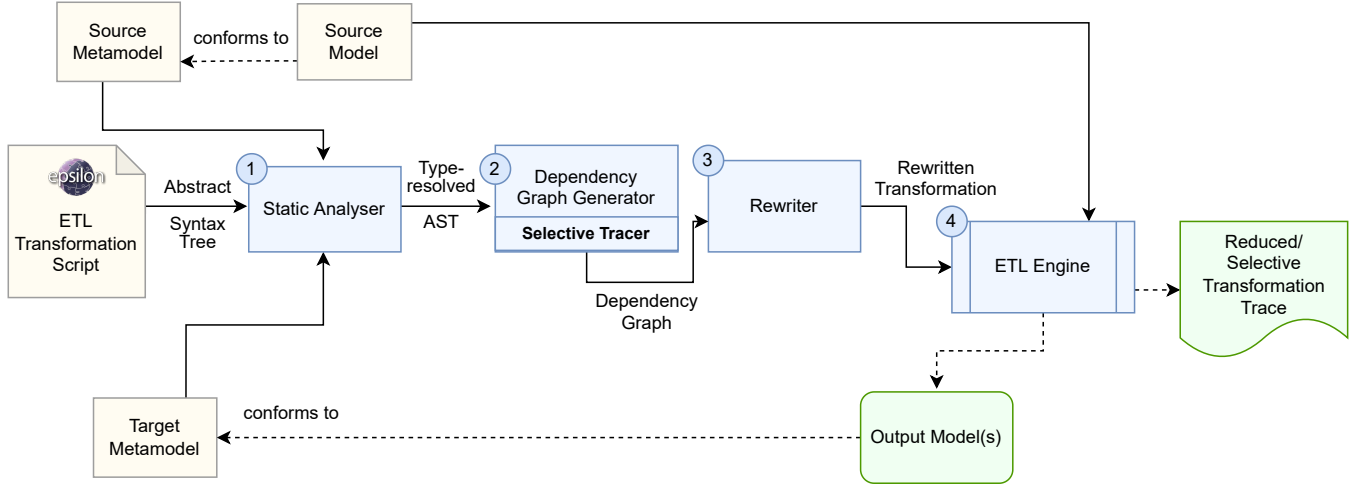 Source
Metamodel
conforms to
Source
Model
epsilon
ETL
Transformation
Script
Abstract
Syntax
Tree
1
Static Analyser
Type-
resolved
AST
2
Dependency
Graph Generator
Selective Tracer
Dependency
Graph
3
Rewriter
Rewritten
Transformation
4
ETL Engine
Reduced/
Selective
Transformation
Trace
Target
Metamodel
conforms to
Output Model(s)